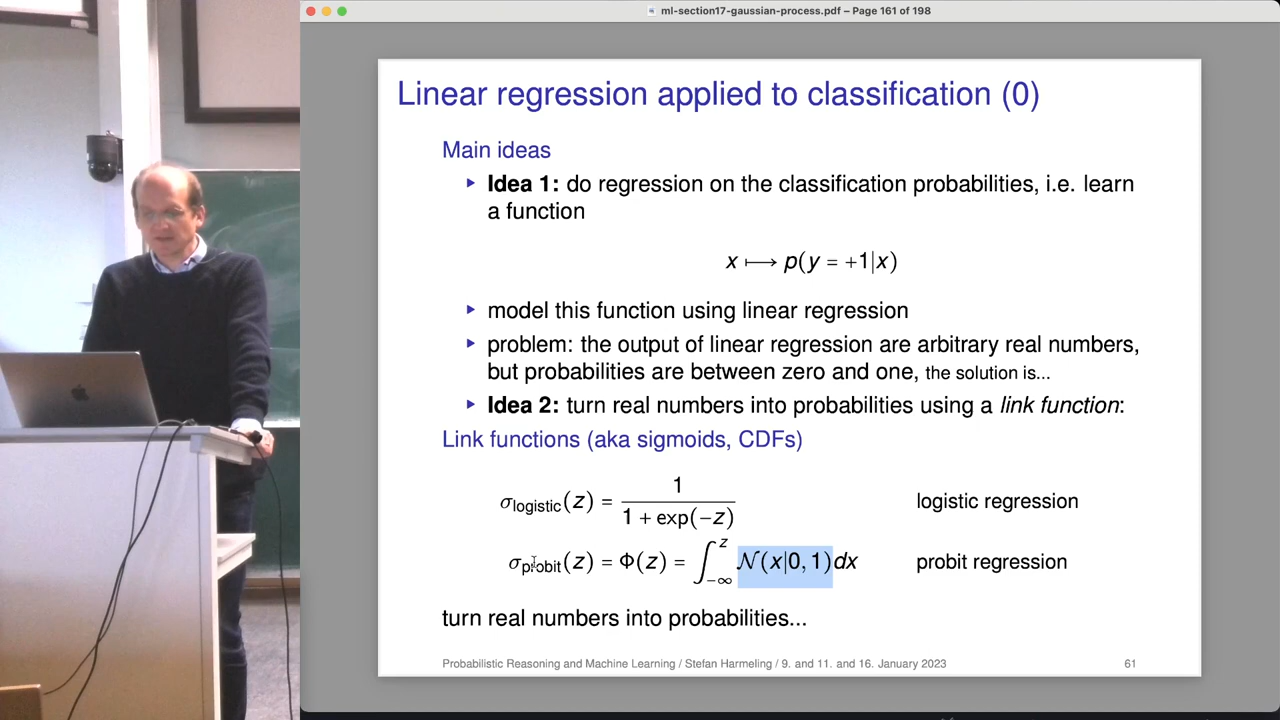 ml-section17-gaussian-process.pdf – Page 161 of 198
Linear regression applied to classification (0)
Main ideas
▸ Idea 1: do regression on the classification probabilities, i.e. learn
a function
x ⟼ p(y = +1|x)
▸ model this function using linear regression
▸ problem: the output of linear regression are arbitrary real numbers,
but probabilities are between zero and one, the solution is...
▸ Idea 2: turn real numbers into probabilities using a link function:
Link functions (aka sigmoids, CDFs)
σlogistic(z) = 1 / (1 + exp(−z)) logistic regression
σprobit(z) = Φ(z) = ∫_{−∞}^{z} 𝒩(x|0, 1)dx probit regression
turn real numbers into probabilities...
Probabilistic Reasoning and Machine Learning / Stefan Harmeling / 9. and 11. and 16. January 2023 61